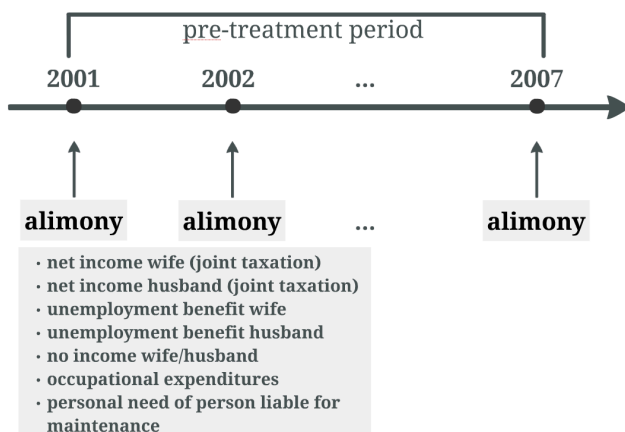 pre-treatment period
2001 2002 ... 2007
alimony alimony ... alimony
· net income wife (joint taxation)
· net income husband (joint taxation)
· unemployment benefit wife
· unemployment benefit husband
· no income wife/husband
· occupational expenditures
· personal need of person liable for
maintenance